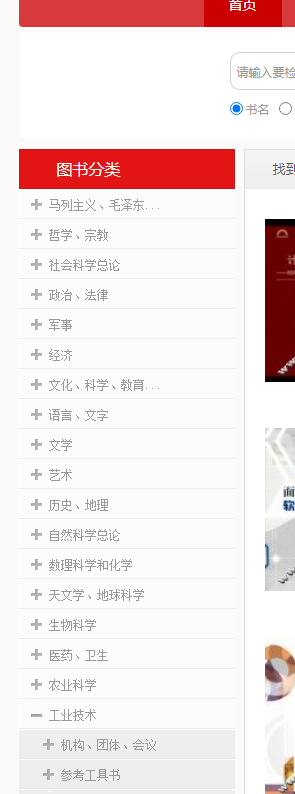 首页
请输入要检
书名
图书分类
找到
马列主义、毛泽东...
哲学、宗教
社会科学总论
政治、法律
军事
经济
文化、科学、教育...
语言、文字
文学
艺术
历史、地理
自然科学总论
数理科学和化学
天文学、地球科学
生物科学
医药、卫生
农业科学
工业技术
机构、团体、会议
参考工具书